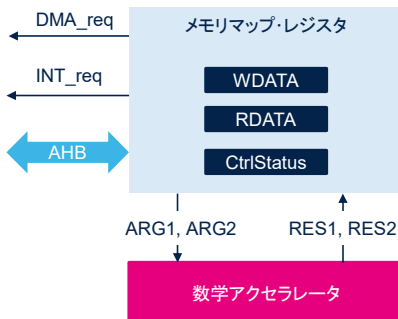 DMA_req
メモリマップ・レジスタ
INT_req
WDATA
RDATA
AHB
CtrlStatus
ARG1, ARG2
RES1, RES2
数学アクセラレータ